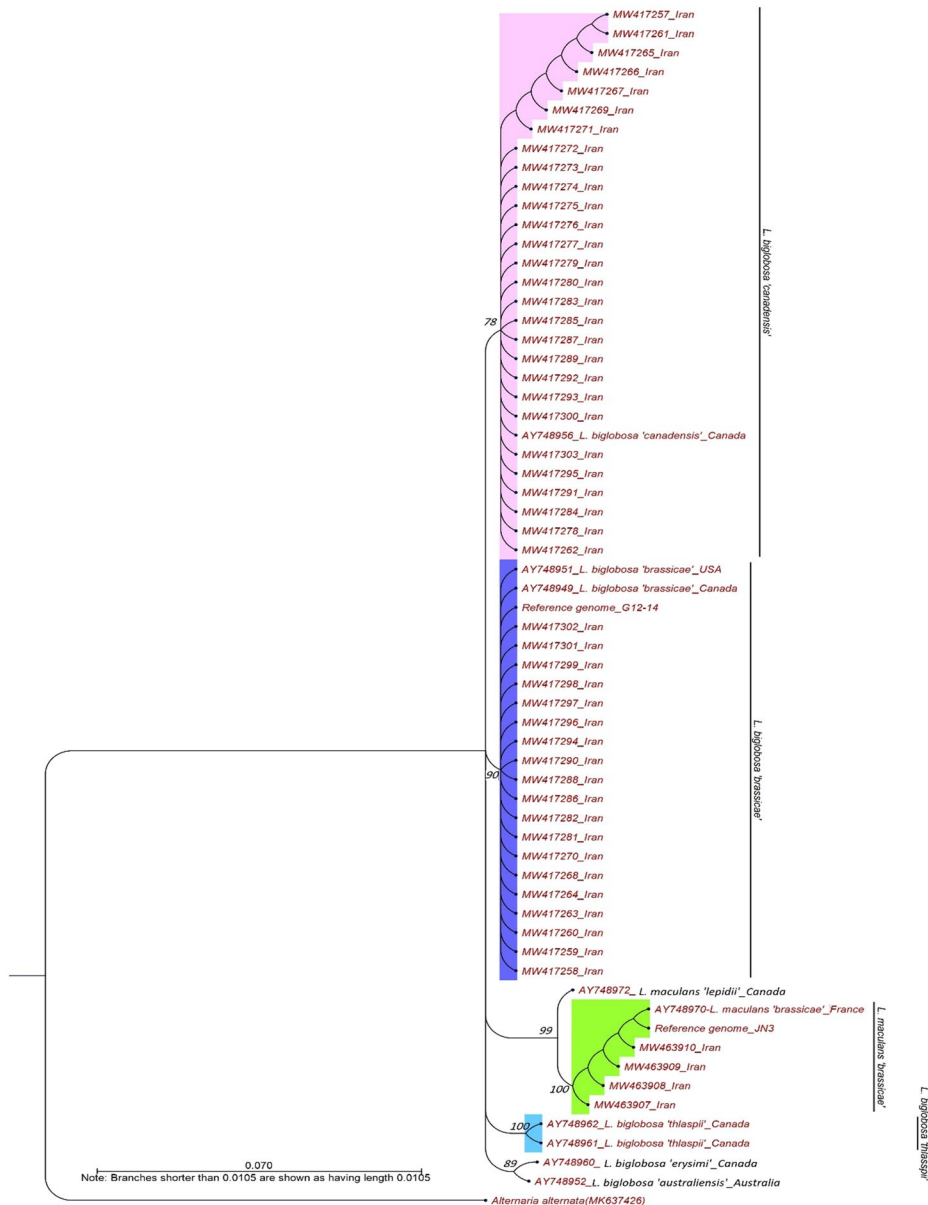 MW417257_Iran
MW417261_Iran
MW417265_Iran
MW417266_Iran
MW417267_Iran
MW417269_Iran
MW417271_Iran
MW417272_Iran
MW417273_Iran
MW417274_Iran
MW417275_Iran
MW417276_Iran
MW417277_Iran
MW417279_Iran
MW417280_Iran
MW417283_Iran
MW417285_Iran
78
MW417287_Iran
MW417289_Iran
MW417292_Iran
MW417293_Iran
MW417300_Iran
AY748956_L. biglobosa 'canadensis'_Canada
MW417303_Iran
MW417295_Iran
MW417291_Iran
MW417284_Iran
MW417278_Iran
MW417262_Iran
L. biglobosa 'canadensis'
AY748951_L. biglobosa 'brassicae'_USA
AY748949_L. biglobosa 'brassicae'_Canada
Reference genome_G12-14
MW417302_Iran
MW417301_Iran
MW417299_Iran
MW417298_Iran
MW417297_Iran
MW417296_Iran
MW417294_Iran
MW417290_Iran
90
MW417288_Iran
MW417286_Iran
MW417282_Iran
MW417281_Iran
MW417270_Iran
MW417268_Iran
MW417264_Iran
MW417263_Iran
MW417260_Iran
MW417259_Iran
MW417258_Iran
L. biglobosa 'brassicae'
AY748972_ L. maculans 'lepidii'_Canada
99
AY748970-L. maculans 'brassicae'_France
Reference genome_JN3
MW463910_Iran
MW463909_Iran
MW463908_Iran
100
MW463907_Iran
L. maculans 'brassicae'
100
AY748962_L. biglobosa 'thlaspii'_Canada
AY748961_L. biglobosa 'thlaspii'_Canada
L. biglobosa 'thlasspii'
89
AY748960_ L. biglobosa 'erysimi'_Canada
AY748952_L. biglobosa 'australiensis'_Australia
0.070
Note: Branches shorter than 0.0105 are shown as having length 0.0105
Alternaria alternata(MK637426)